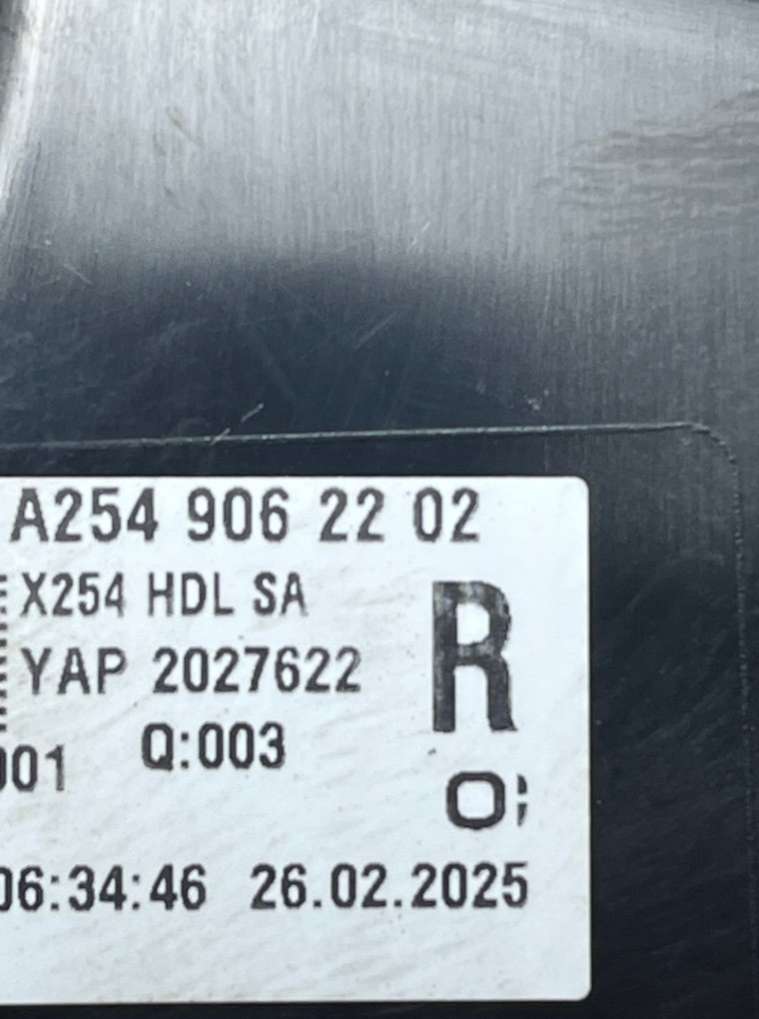 A254 906 22 02
X254 HDL SA
R
YAP 2027622
Q:003
001
06:34:46 26.02.2025